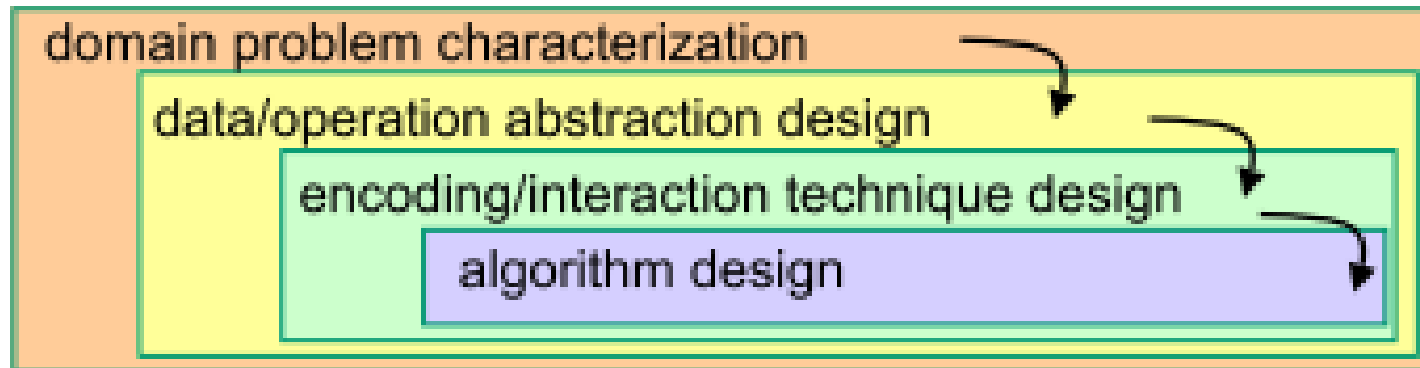 domain problem characterization
data/operation abstraction design
encoding/interaction technique design
algorithm design